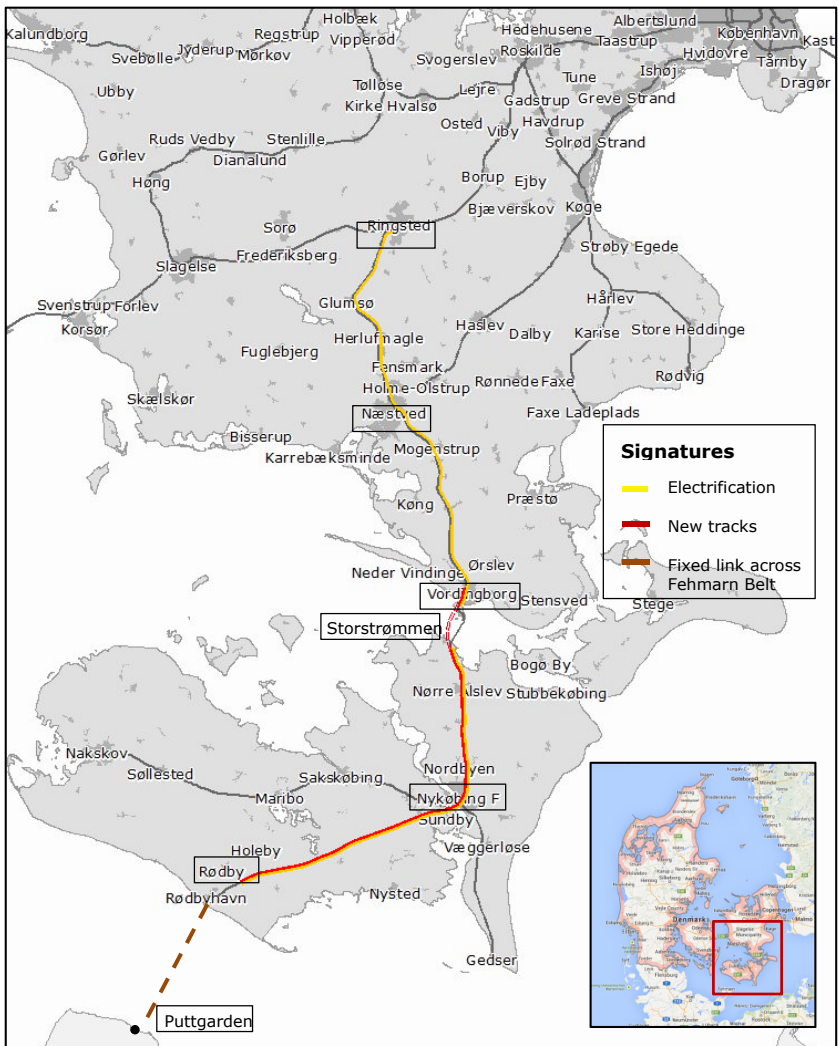 Holbæk
Regstrup
Vipperød
Hedehusene
Albertslund
København
Kalundborg
Svebølle
Jyderup
Mørkøv
Svogerslev
Roskilde
Taastrup
Hvidovre
Kast
Tårnby
Dragør
Ubby
Tølløse
Lejre
Tune
Ishøj
Kirke Hvalsø
Gadstrup
Greve Strand
Osted
Viby
Havdrup
Solrød Strand
Ruds Vedby
Stenlille
Gørlev
Dianalund
Høng
Borup
Ejby
Bjæverskov
Køge
Sorø
Ringsted
Frederiksberg
Slagelse
Strøby Egede
Svenstrup
Forlev
Korsør
Glumsø
Hårlev
Haslev
Dalby
Karise
Store Heddinge
Herlufmagle
Fuglebjerg
Fensmark
Holme-Olstrup
Rønnede
Faxe
Rødvig
Skælskør
Næstved
Faxe Ladeplads
Bisserup
Karrebæksminde
Mogenstrup
Køng
Præstø
Signatures
Electrification
New tracks
Fixed link across
Fehmarn Belt
Neder Vindinge
Ørslev
Vordingborg
Stensved
Stege
Storstrømmen
Bogø By
Nørre Alslev
Stubbekøbing
Nakskov
Søllested
Sakskøbing
Nordbyen
Maribo
Nykøbing F
Sundby
Holeby
Væggerløse
Rødby
Rødbyhavn
Nysted
Gedser
Puttgarden
Denmark